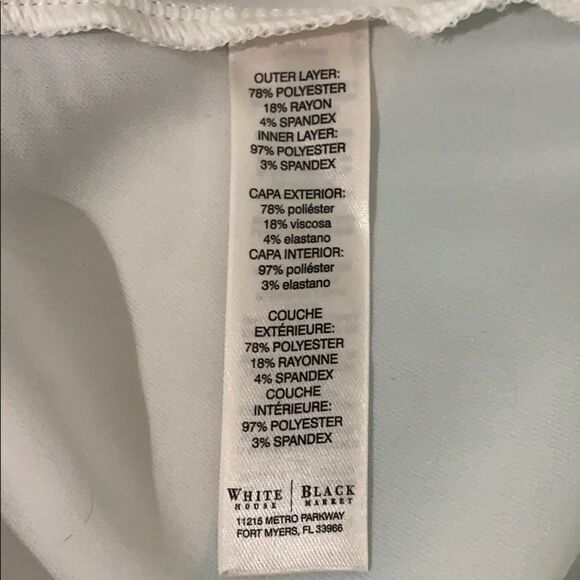 OUTER LAYER:
78% POLYESTER
18% RAYON
4% SPANDEX
INNER LAYER:
97% POLYESTER
3% SPANDEX
CAPA EXTERIOR:
78% poliéster
18% viscosa
4% elastano
CAPA INTERIOR:
97% poliéster
3% elastano
COUCHE
EXTÉRIEURE:
78% POLYESTER
18% RAYONNE
4% SPANDEX
COUCHE
INTÉRIEURE:
97% POLYESTER
3% SPANDEX
WHITE | BLACK
HOUSE | MARKET
11215 METRO PARKWAY
FORT MYERS, FL 33966